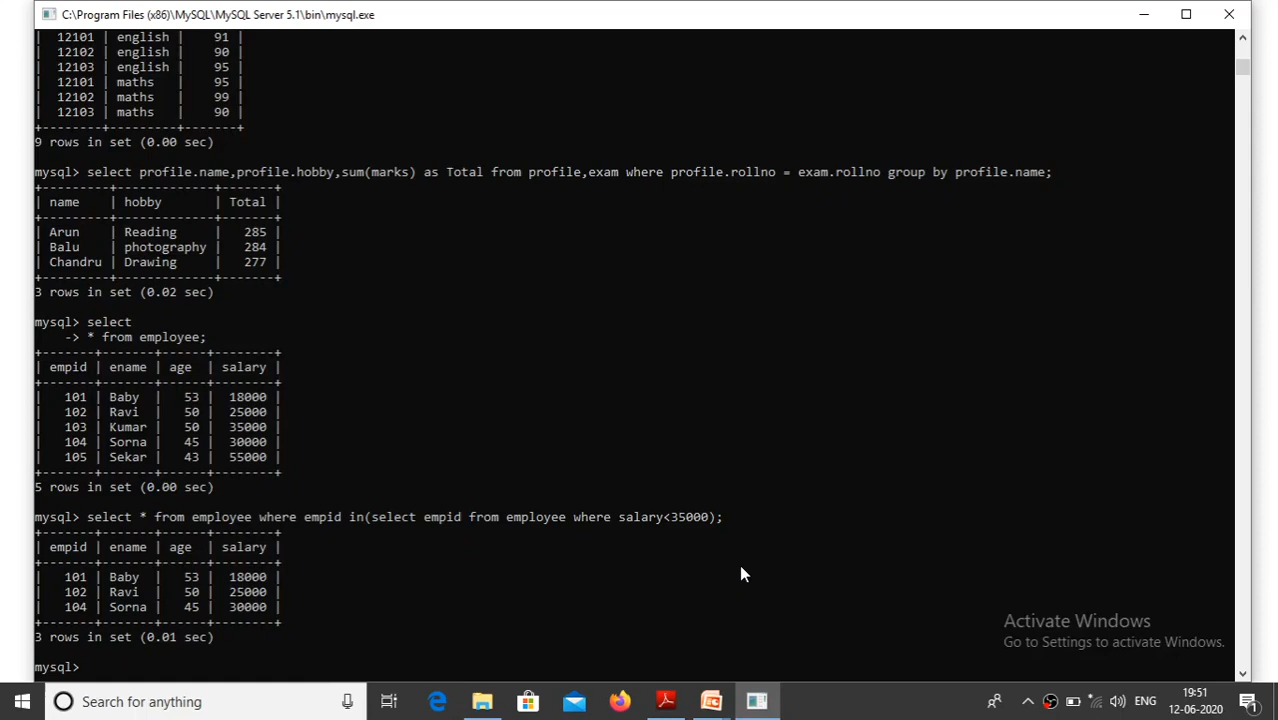 C:\Program Files (x86)\MySQL\MySQL Server 5.1\bin\mysql.exe
|  12101 | english |    91 |
|  12102 | english |    90 |
|  12103 | english |    95 |
|  12101 | maths   |    95 |
|  12102 | maths   |    99 |
|  12103 | maths   |    90 |
+--------+---------+-------+
9 rows in set (0.00 sec)
mysql> select profile.name,profile.hobby,sum(marks) as Total from profile,exam where profile.rollno = exam.rollno group by profile.name;
+---------+-------------+-------+
| name    | hobby       | Total |
+---------+-------------+-------+
| Arun    | Reading     |   285 |
| Balu    | photography |   284 |
| Chandru | Drawing     |   277 |
+---------+-------------+-------+
3 rows in set (0.02 sec)
mysql> select
    -> * from employee;
+-------+-------+------+--------+
| empid | ename | age  | salary |
+-------+-------+------+--------+
|   101 | Baby  |   53 |  18000 |
|   102 | Ravi  |   50 |  25000 |
|   103 | Kumar |   50 |  35000 |
|   104 | Sorna |   45 |  30000 |
|   105 | Sekar |   43 |  55000 |
+-------+-------+------+--------+
5 rows in set (0.00 sec)
mysql> select * from employee where empid in(select empid from employee where salary<35000);
+-------+-------+------+--------+
| empid | ename | age  | salary |
+-------+-------+------+--------+
|   101 | Baby  |   53 |  18000 |
|   102 | Ravi  |   50 |  25000 |
|   104 | Sorna |   45 |  30000 |
+-------+-------+------+--------+
3 rows in set (0.01 sec)
mysql>
Activate Windows
Go to Settings to activate Windows.
Search for anything
ENG
19:51
12-06-2020
1